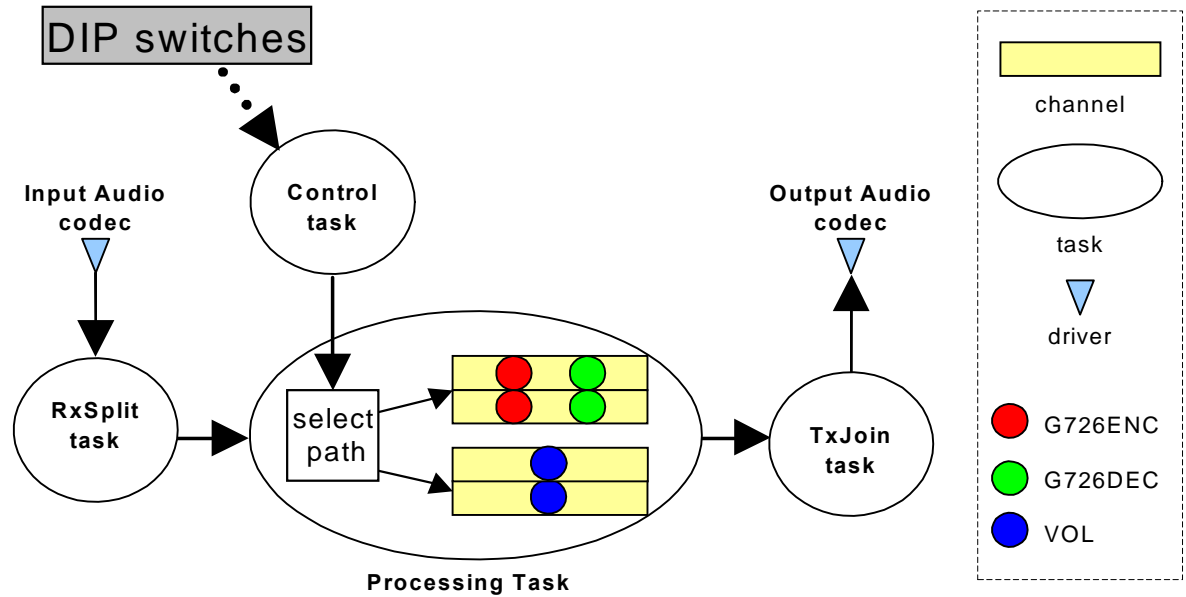 DIP switches
Input Audio
codec
Control
task
Output Audio
codec
RxSplit
task
select
path
TxJoin
task
Processing Task
channel
task
driver
G726ENC
G726DEC
VOL